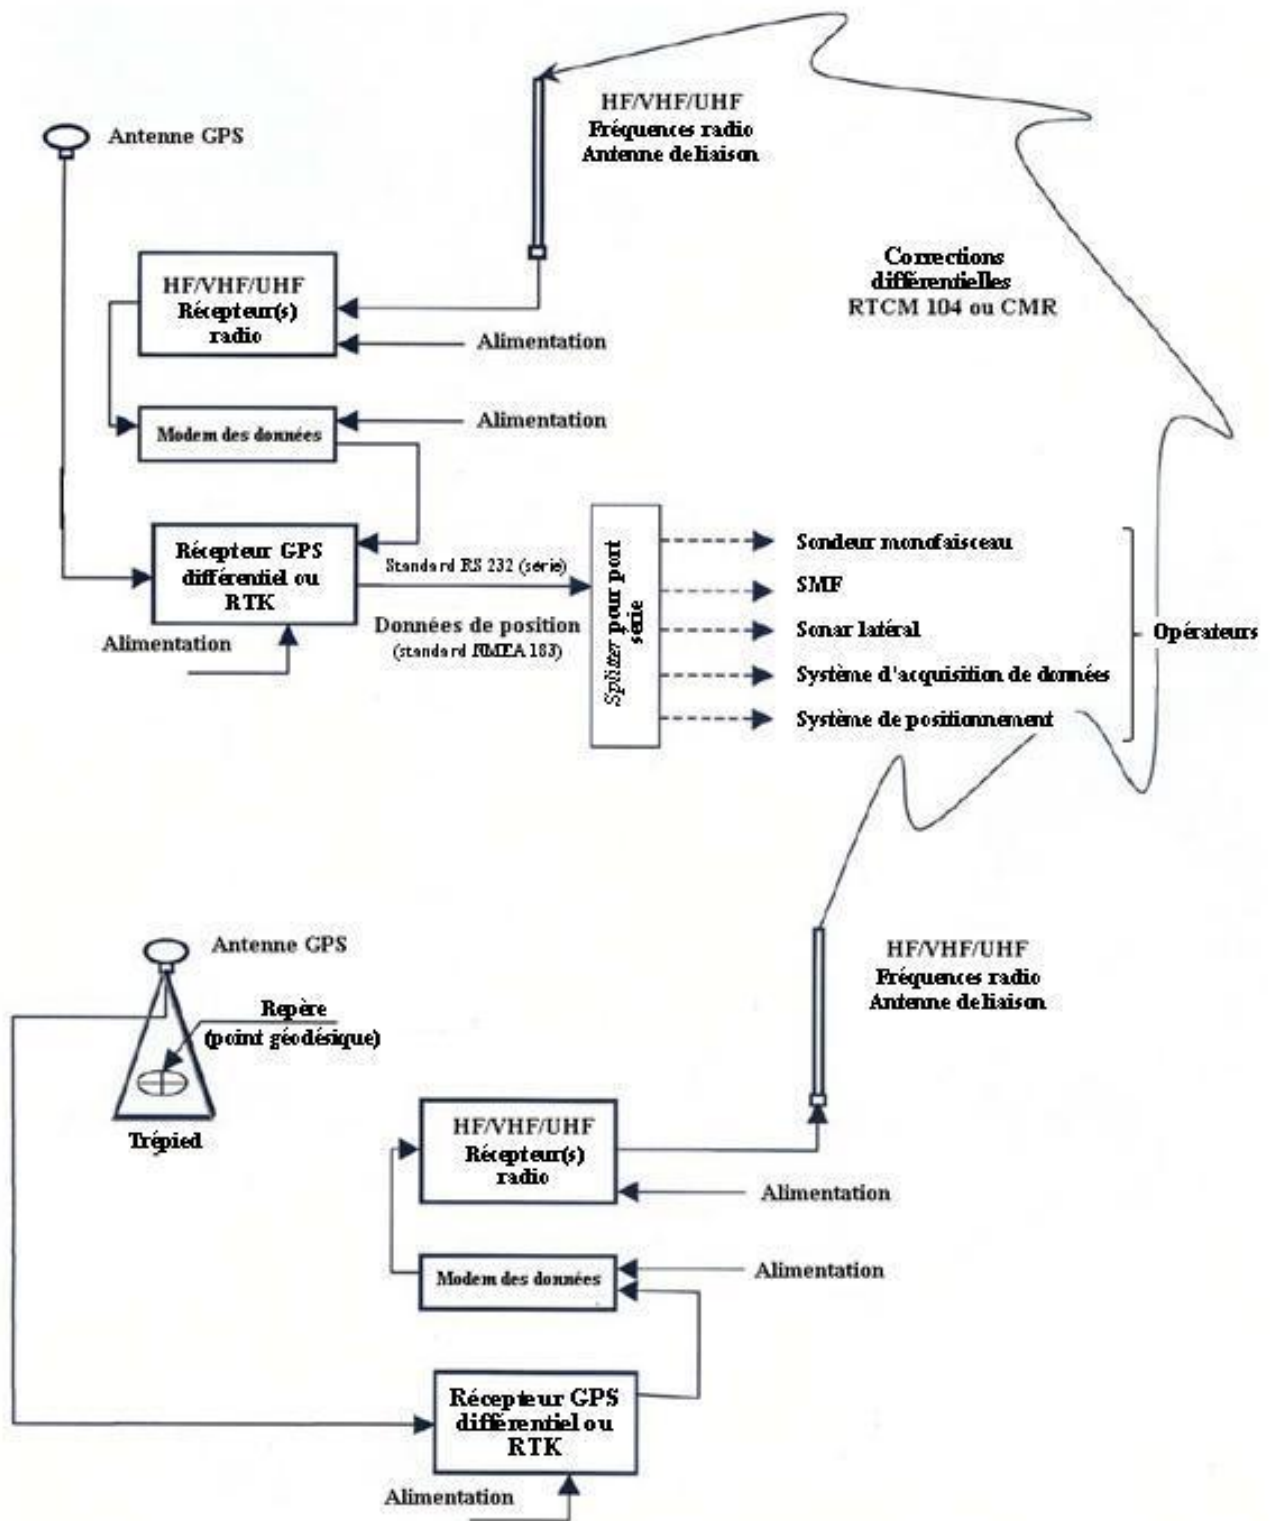 HF/VHF/UHF
Fréquences radio
Antenne de liaison
Antenne GPS
Corrections
différentielles
RTCM 104 ou CMR
HF/VHF/UHF
Récepteur(s)
radio
Alimentation
Alimentation
Modem des données
Récepteur GPS
différentiel ou
RTK
Alimentation
Standard RS 232 (série)
Données de position
(standard NMEA 183)
Splitter pour port
série
Sondeur monofaisceau
SMF
Sonar latéral
Système d'acquisition de données
Système de positionnement
Opérateurs
Antenne GPS
Repère
(point géodésique)
Trépied
HF/VHF/UHF
Fréquences radio
Antenne de liaison
HF/VHF/UHF
Récepteur(s)
radio
Alimentation
Modem des données
Alimentation
Récepteur GPS
différentiel ou
RTK
Alimentation